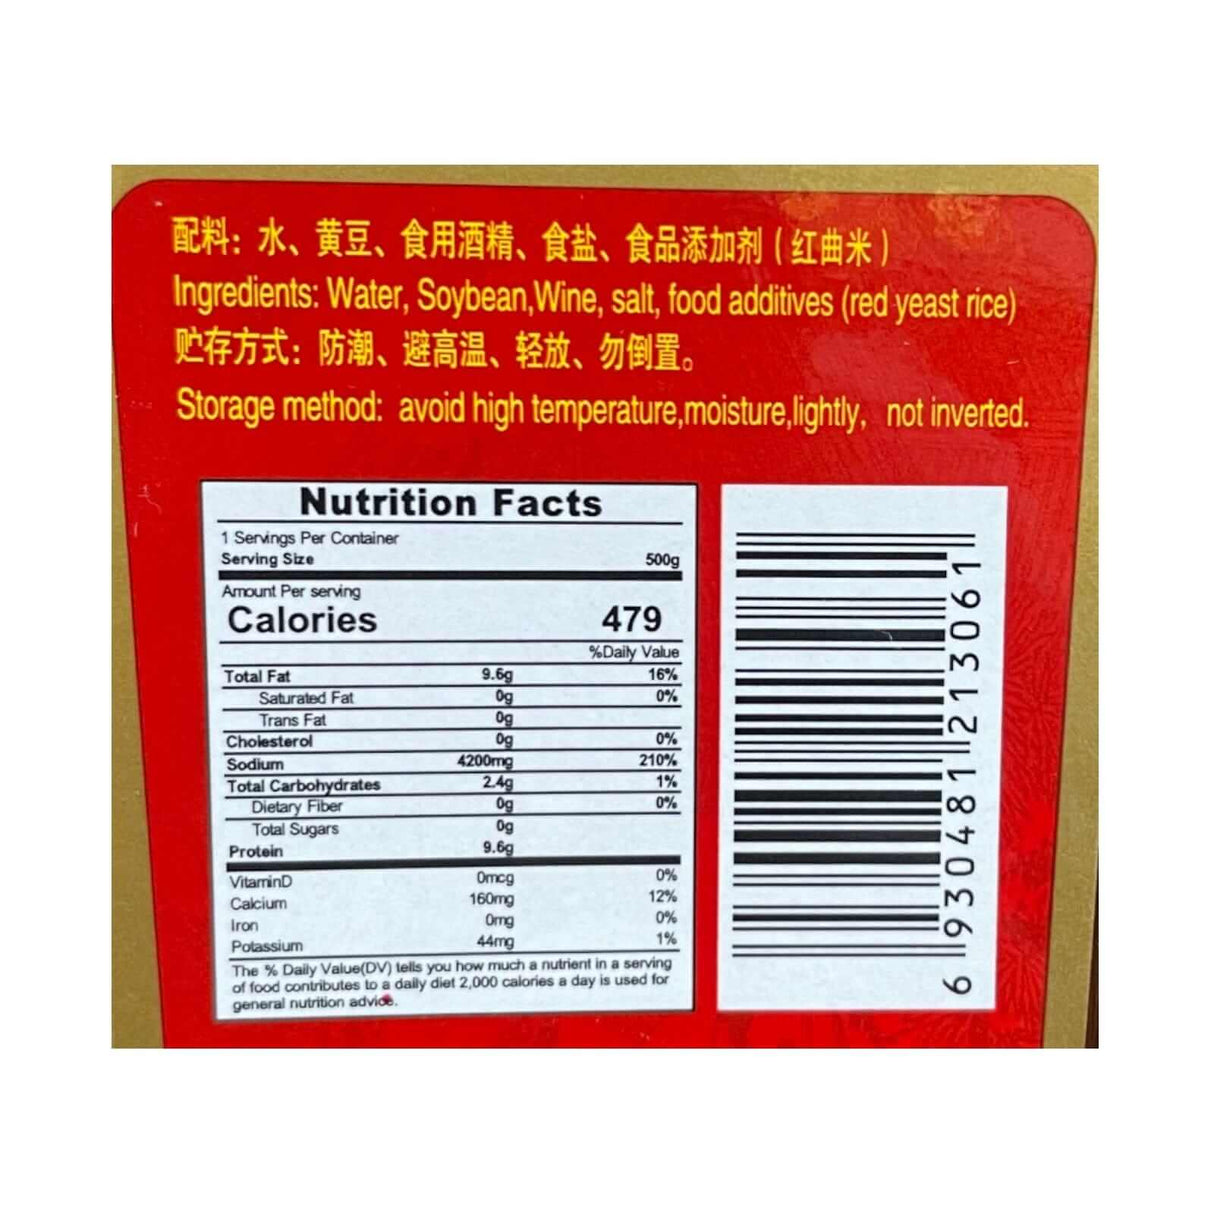 配料：水、黄豆、食用酒精、食盐、食品添加剂（红曲米）
Ingredients: Water, Soybean,Wine, salt, food additives (red yeast rice)
贮存方式：防潮、避高温、轻放、勿倒置。
Storage method: avoid high temperature,moisture,lightly, not inverted.
Nutrition Facts
1 Servings Per Container
Serving Size 500g
Amount Per serving
Calories 479
%Daily Value
Total Fat 9.6g 16%
Saturated Fat 0g 0%
Trans Fat 0g
Cholesterol 0g 0%
Sodium 4200mg 210%
Total Carbohydrates 2.4g 1%
Dietary Fiber 0g 0%
Total Sugars 0g
Protein 9.6g
VitaminD 0mcg 0%
Calcium 160mg 12%
Iron 0mg 0%
Potassium 44mg 1%
The % Daily Value(DV) tells you how much a nutrient in a serving
of food contributes to a daily diet 2,000 calories a day is used for
general nutrition advice.
6 930481 213061